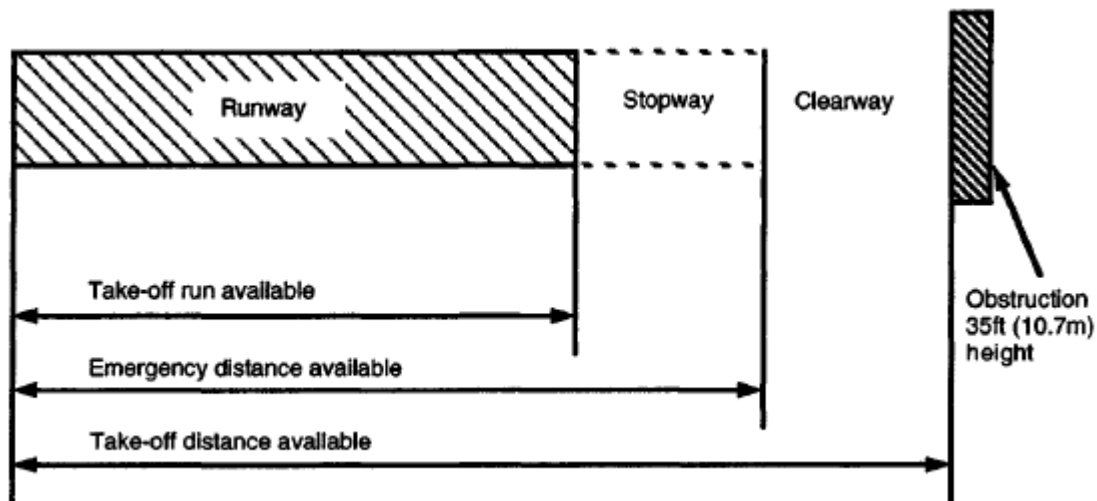 Runway
Stopway
Clearway
Take-off run available
Emergency distance available
Take-off distance available
Obstruction
35ft (10.7m)
height